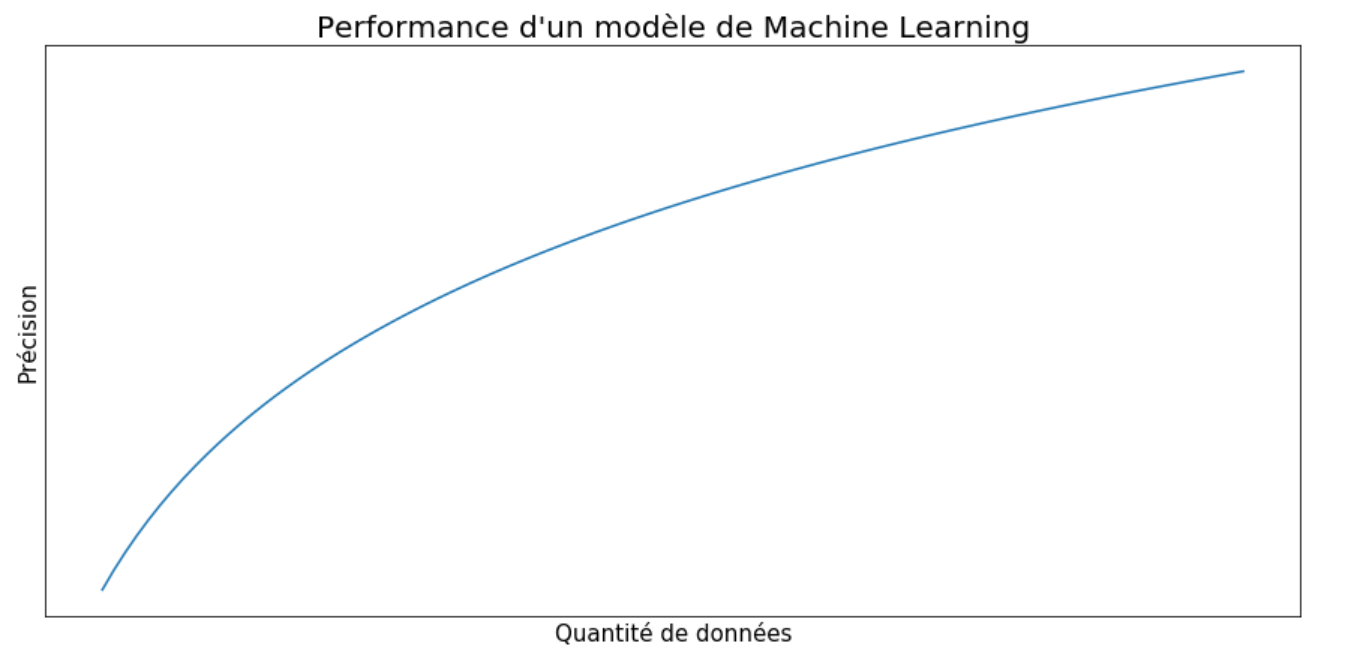 Performance d'un modèle de Machine Learning
Précision
Quantité de données